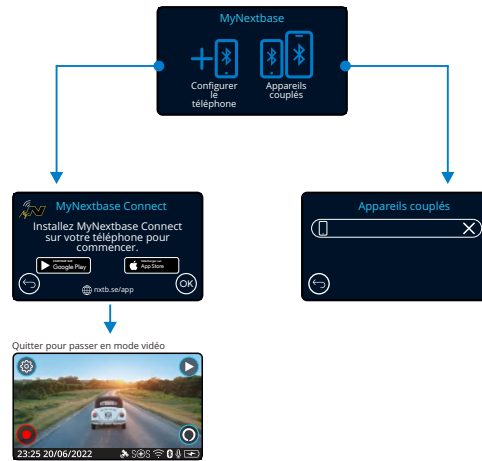 MyNextbase
Configurer
le
téléphone
Appareils
couplés
MyNextbase Connect
Installez MyNextbase Connect
sur votre téléphone pour
commencer.
Google Play
App Store
nxtb.se/app
OK
Appareils couplés
Quitter pour passer en mode vidéo
23:25 20/06/2022
SOS